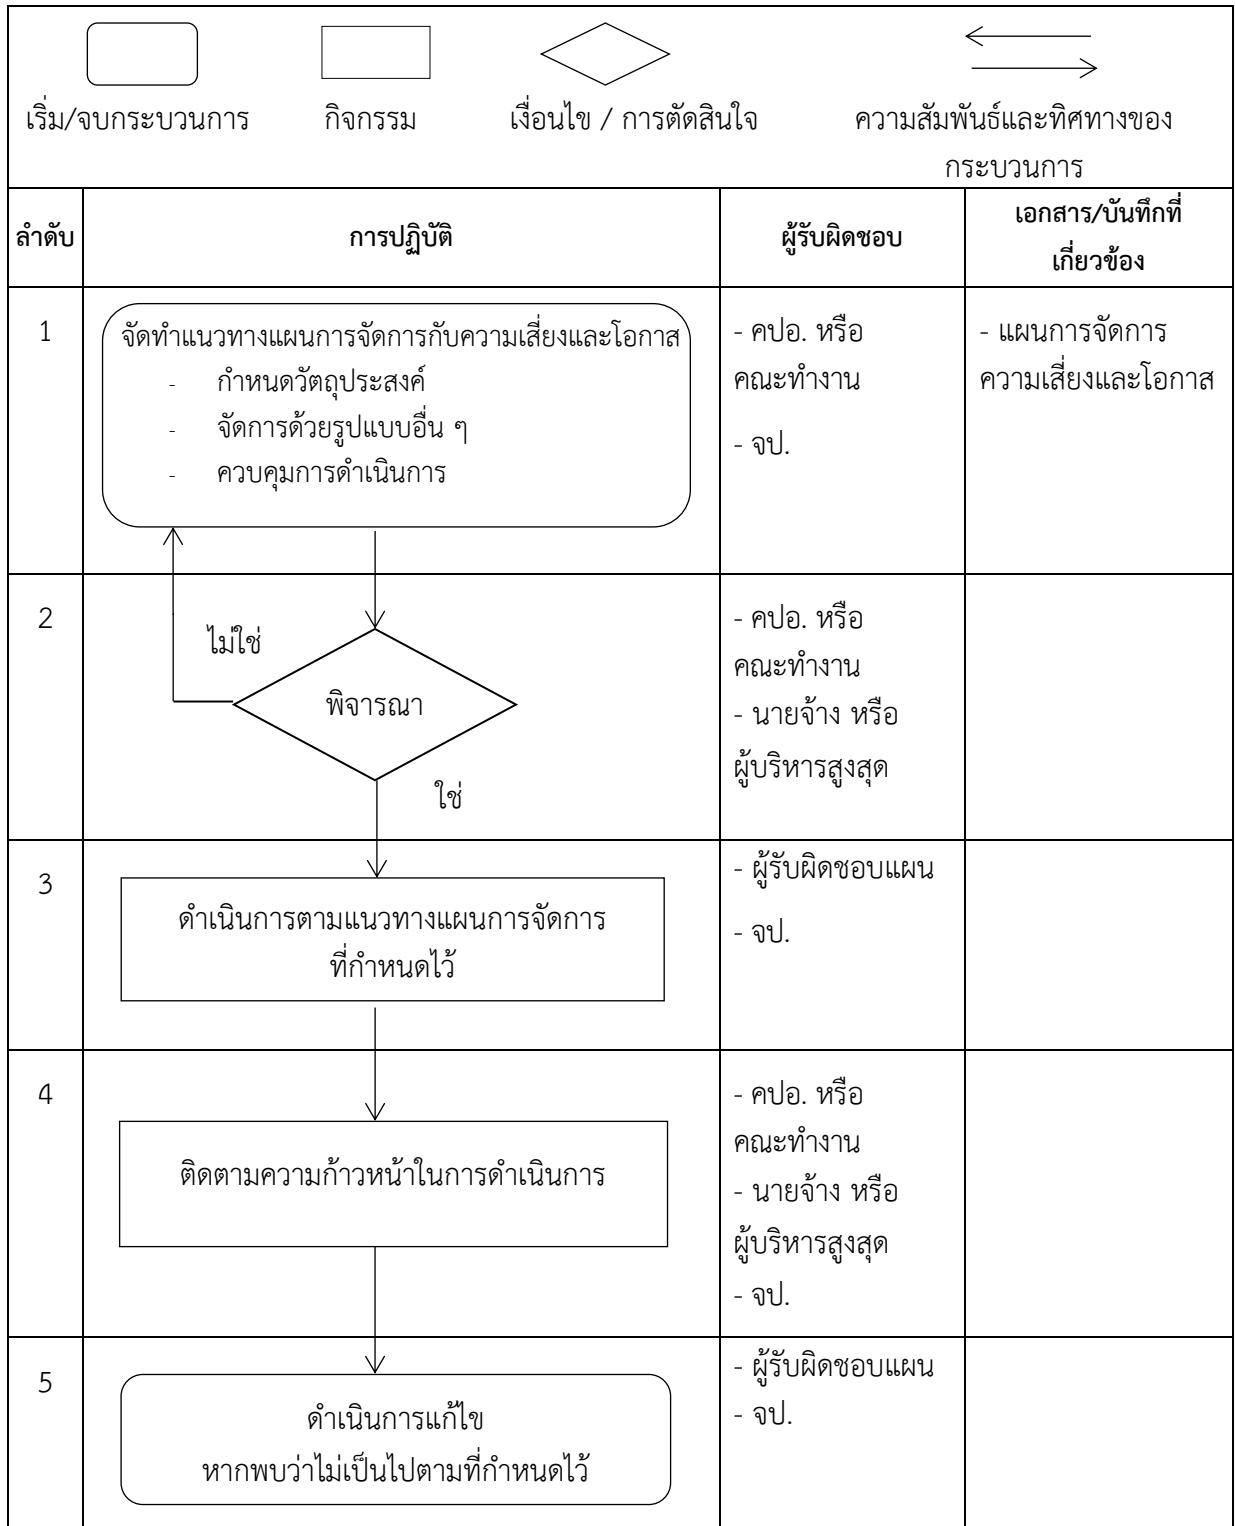 เริ่ม/จบกระบวนการ กิจกรรม เงื่อนไข / การตัดสินใจ ความสัมพันธ์และทิศทางของ
กระบวนการ
ลำดับ การปฏิบัติ ผู้รับผิดชอบ เอกสาร/บันทึกที่
เกี่ยวข้อง
1
จัดทำแนวทางแผนการจัดการกับความเสี่ยงและโอกาส
- กำหนดวัตถุประสงค์
- จัดการด้วยรูปแบบอื่น ๆ
- ควบคุมการดำเนินการ
- คปอ. หรือ
คณะทำงาน
- จป.
- แผนการจัดการ
ความเสี่ยงและโอกาส
2
ไม่ใช่
พิจารณา
ใช่
- คปอ. หรือ
คณะทำงาน
- นายจ้าง หรือ
ผู้บริหารสูงสุด
3
ดำเนินการตามแนวทางแผนการจัดการ
ที่กำหนดไว้
- ผู้รับผิดชอบแผน
- จป.
4
ติดตามความก้าวหน้าในการดำเนินการ
- คปอ. หรือ
คณะทำงาน
- นายจ้าง หรือ
ผู้บริหารสูงสุด
- จป.
5
ดำเนินการแก้ไข
หากพบว่าไม่เป็นไปตามที่กำหนดไว้
- ผู้รับผิดชอบแผน
- จป.